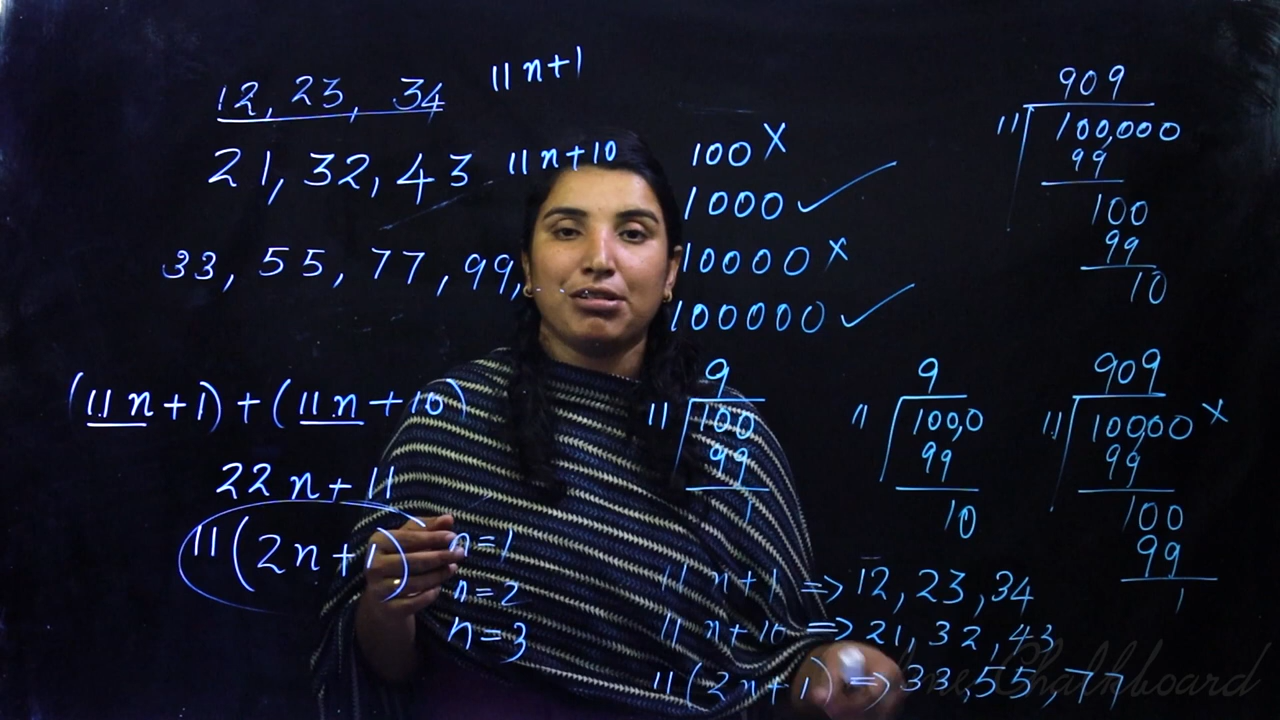 12, 23, 34 11n+1
21, 32, 43 11n+10
33, 55, 77, 99, ...
(11n+1)+(11n+10)
22n+11
11(2n+1)
n=1
n=2
n=3
100 X
1000 ✓
10000 X
100000 ✓
909
11 100,000
99
100
99
10
9
11 100
99
1
9
11 100,0
99
10
909
11 10000 X
99
100
99
1
11 n+1 => 12, 23, 34
11 n+10 => 21, 32, 43
11(2n+1) => 33, 55, 77
Chalkboard